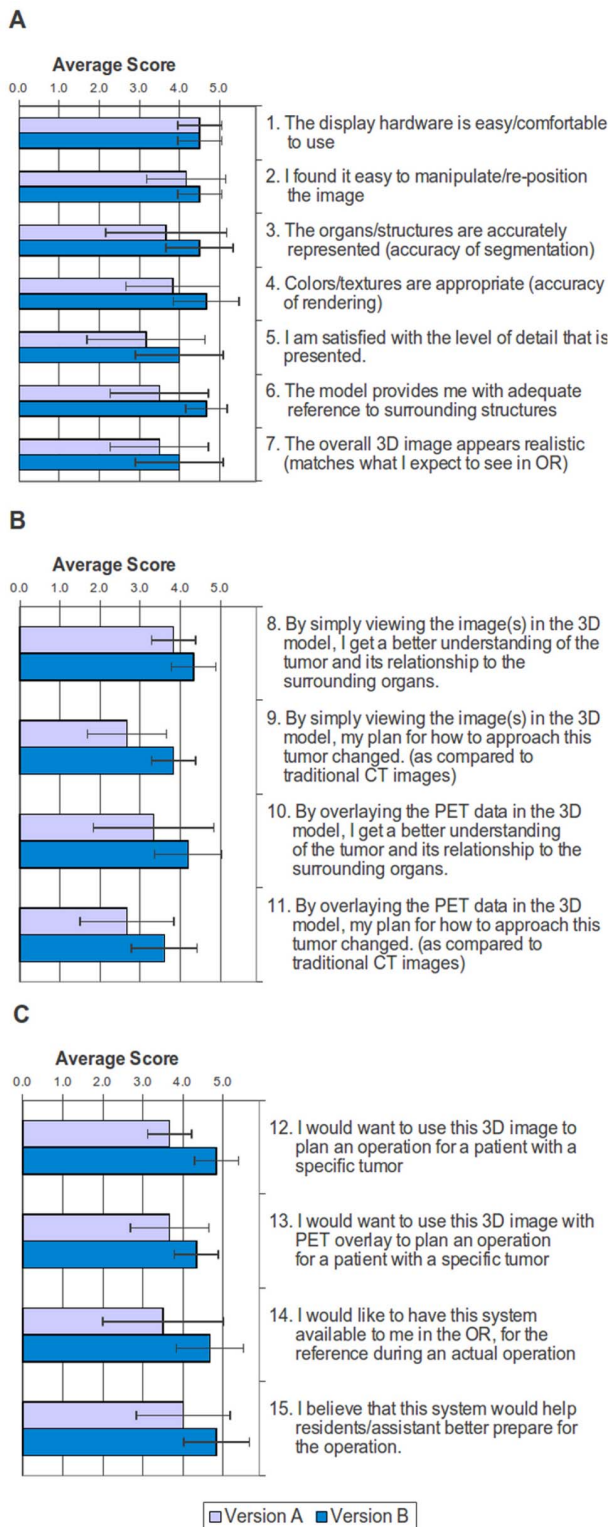 A
Average Score
0.0 1.0 2.0 3.0 4.0 5.0
1. The display hardware is easy/comfortable
to use
2. I found it easy to manipulate/re-position
the image
3. The organs/structures are accurately
represented (accuracy of segmentation)
4. Colors/textures are appropriate (accuracy
of rendering)
5. I am satisfied with the level of detail that is
presented.
6. The model provides me with adequate
reference to surrounding structures
7. The overall 3D image appears realistic
(matches what I expect to see in OR)
B
Average Score
0.0 1.0 2.0 3.0 4.0 5.0
8. By simply viewing the image(s) in the 3D
model, I get a better understanding of the
tumor and its relationship to the
surrounding organs.
9. By simply viewing the image(s) in the 3D
model, my plan for how to approach this
tumor changed. (as compared to
traditional CT images)
10. By overlaying the PET data in the 3D
model, I get a better understanding
of the tumor and its relationship to the
surrounding organs.
11. By overlaying the PET data in the 3D
model, my plan for how to approach this
tumor changed. (as compared to
traditional CT images)
C
Average Score
0.0 1.0 2.0 3.0 4.0 5.0
12. I would want to use this 3D image to
plan an operation for a patient with a
specific tumor
13. I would want to use this 3D image with
PET overlay to plan an operation
for a patient with a specific tumor
14. I would like to have this system
available to me in the OR, for the
reference during an actual operation
15. I believe that this system would help
residents/assistant better prepare for
the operation.
Version A Version B